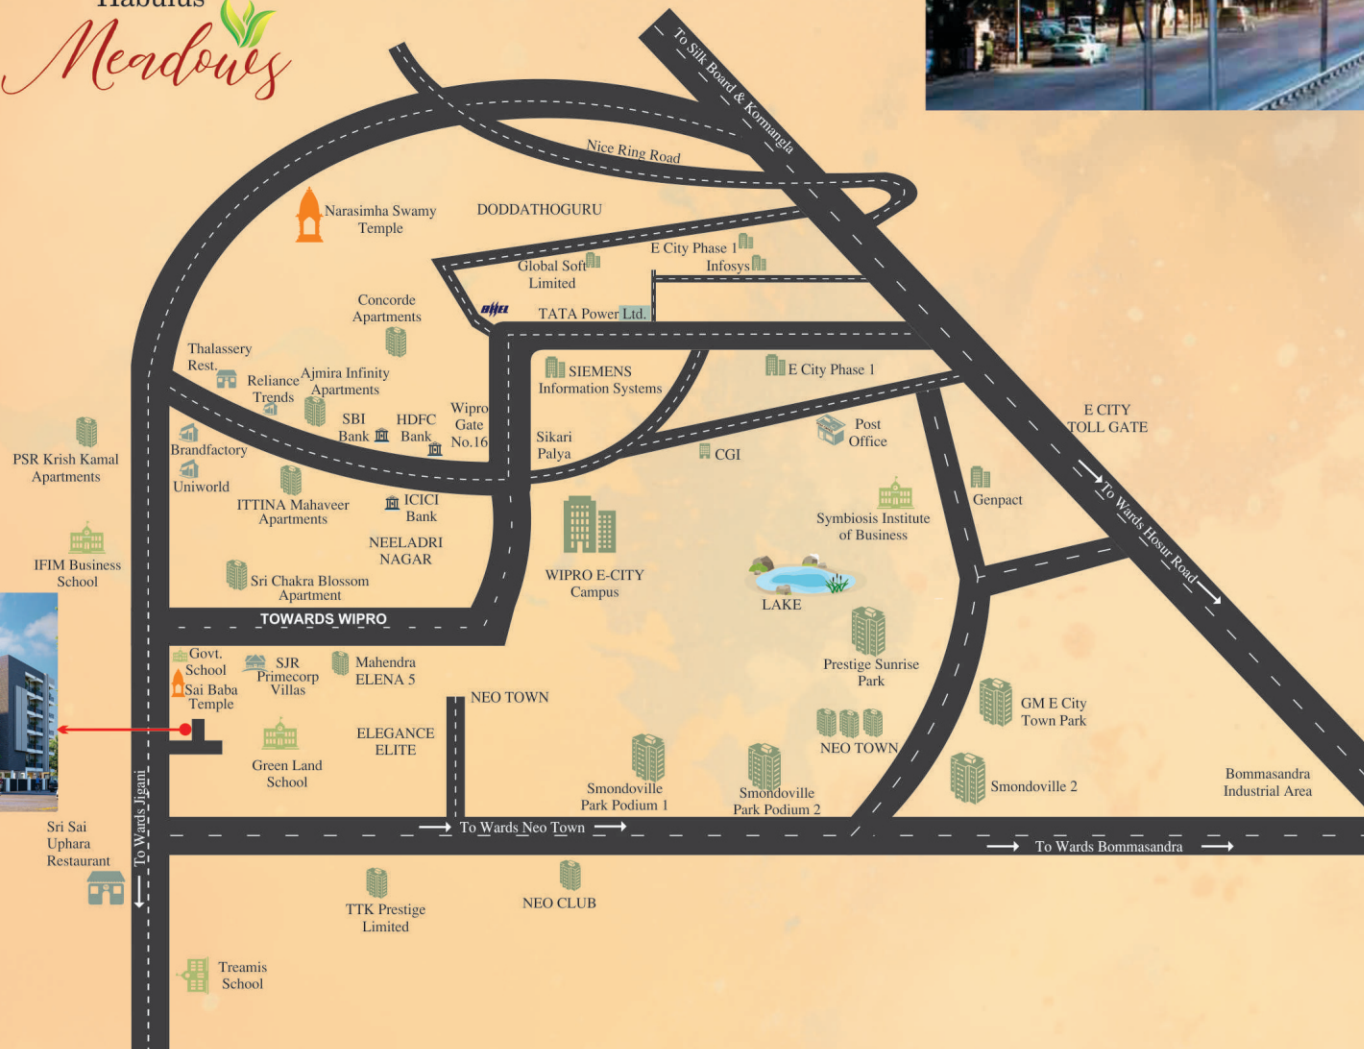 Habulus
Meadows
To Silk Board & Kormangla
Nice Ring Road
Narasimha Swamy
Temple
DODDATHOGURU
E City Phase 1
Infosys
Global Soft
Limited
Concorde
Apartments
BHEL
TATA Power Ltd.
Thalassery
Rest.
Reliance
Trends
Ajmira Infinity
Apartments
SIEMENS
Information Systems
E City Phase 1
SBI
Bank
HDFC
Bank
Wipro
Gate
No.16
Sikari
Palya
Post
Office
E CITY
TOLL GATE
PSR Krish Kamal
Apartments
Brandfactory
Uniworld
CGI
ITTINA Mahaveer
Apartments
ICICI
Bank
Genpact
Symbiosis Institute
of Business
To Wards Hosur Road
NEELADRI
NAGAR
IFIM Business
School
Sri Chakra Blossom
Apartment
WIPRO E-CITY
Campus
LAKE
TOWARDS WIPRO
Govt.
School
SJR
Primecorp
Villas
Mahendra
ELENA 5
Sai Baba
Temple
Prestige Sunrise
Park
NEO TOWN
GM E City
Town Park
ELEGANCE
ELITE
NEO TOWN
Green Land
School
Smondoville
Park Podium 1
Smondoville
Park Podium 2
Smondoville 2
Bommasandra
Industrial Area
To Wards Jigani
To Wards Neo Town
To Wards Bommasandra
Sri Sai
Uphara
Restaurant
TTK Prestige
Limited
NEO CLUB
Treamis
School